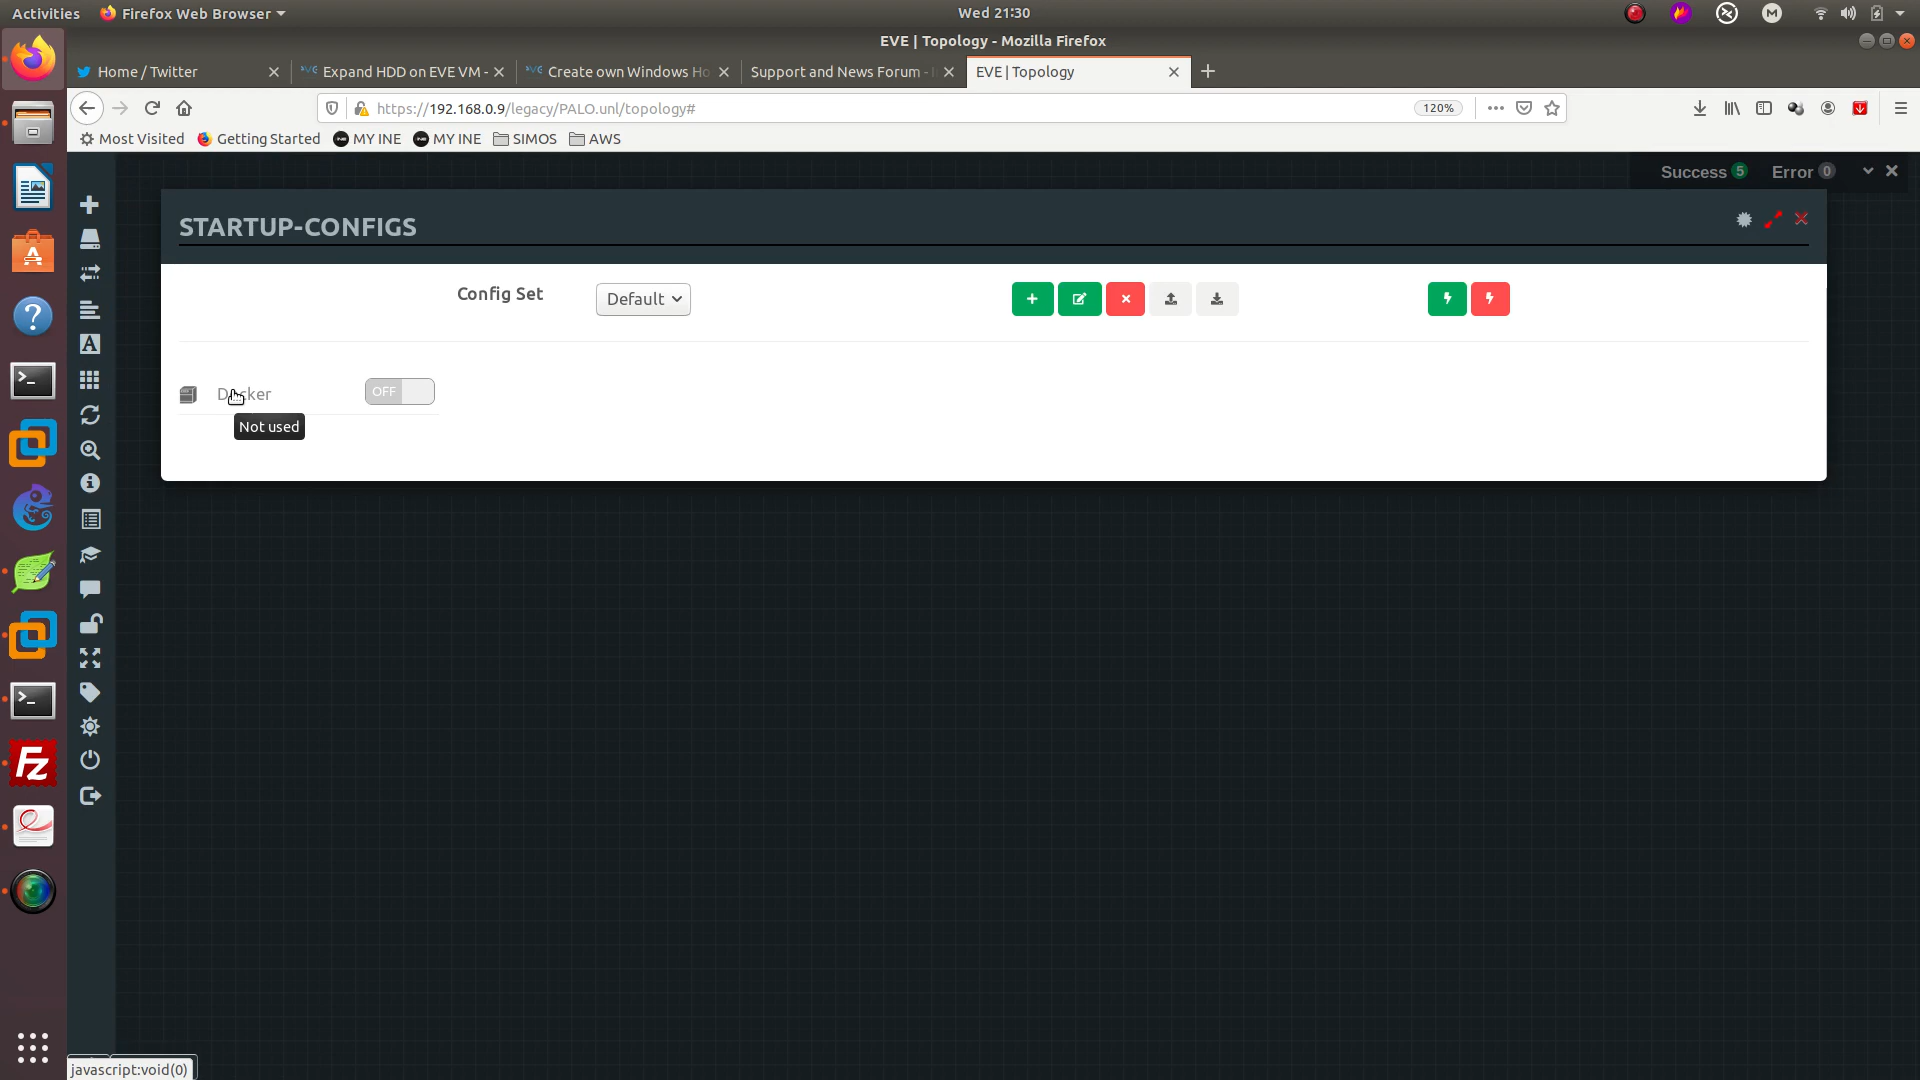 Activities
Firefox Web Browser
Wed 21:30
EVE | Topology - Mozilla Firefox
Home / Twitter
Expand HDD on EVE VM -
Create own Windows Ho
Support and News Forum -
EVE | Topology
https://192.168.0.9/legacy/PALO.unl/topology#
120%
Most Visited
Getting Started
MY INE
MY INE
SIMOS
AWS
Success 5
Error 0
STARTUP-CONFIGS
Config Set
Default
Docker
OFF
Not used
javascript:void(0)